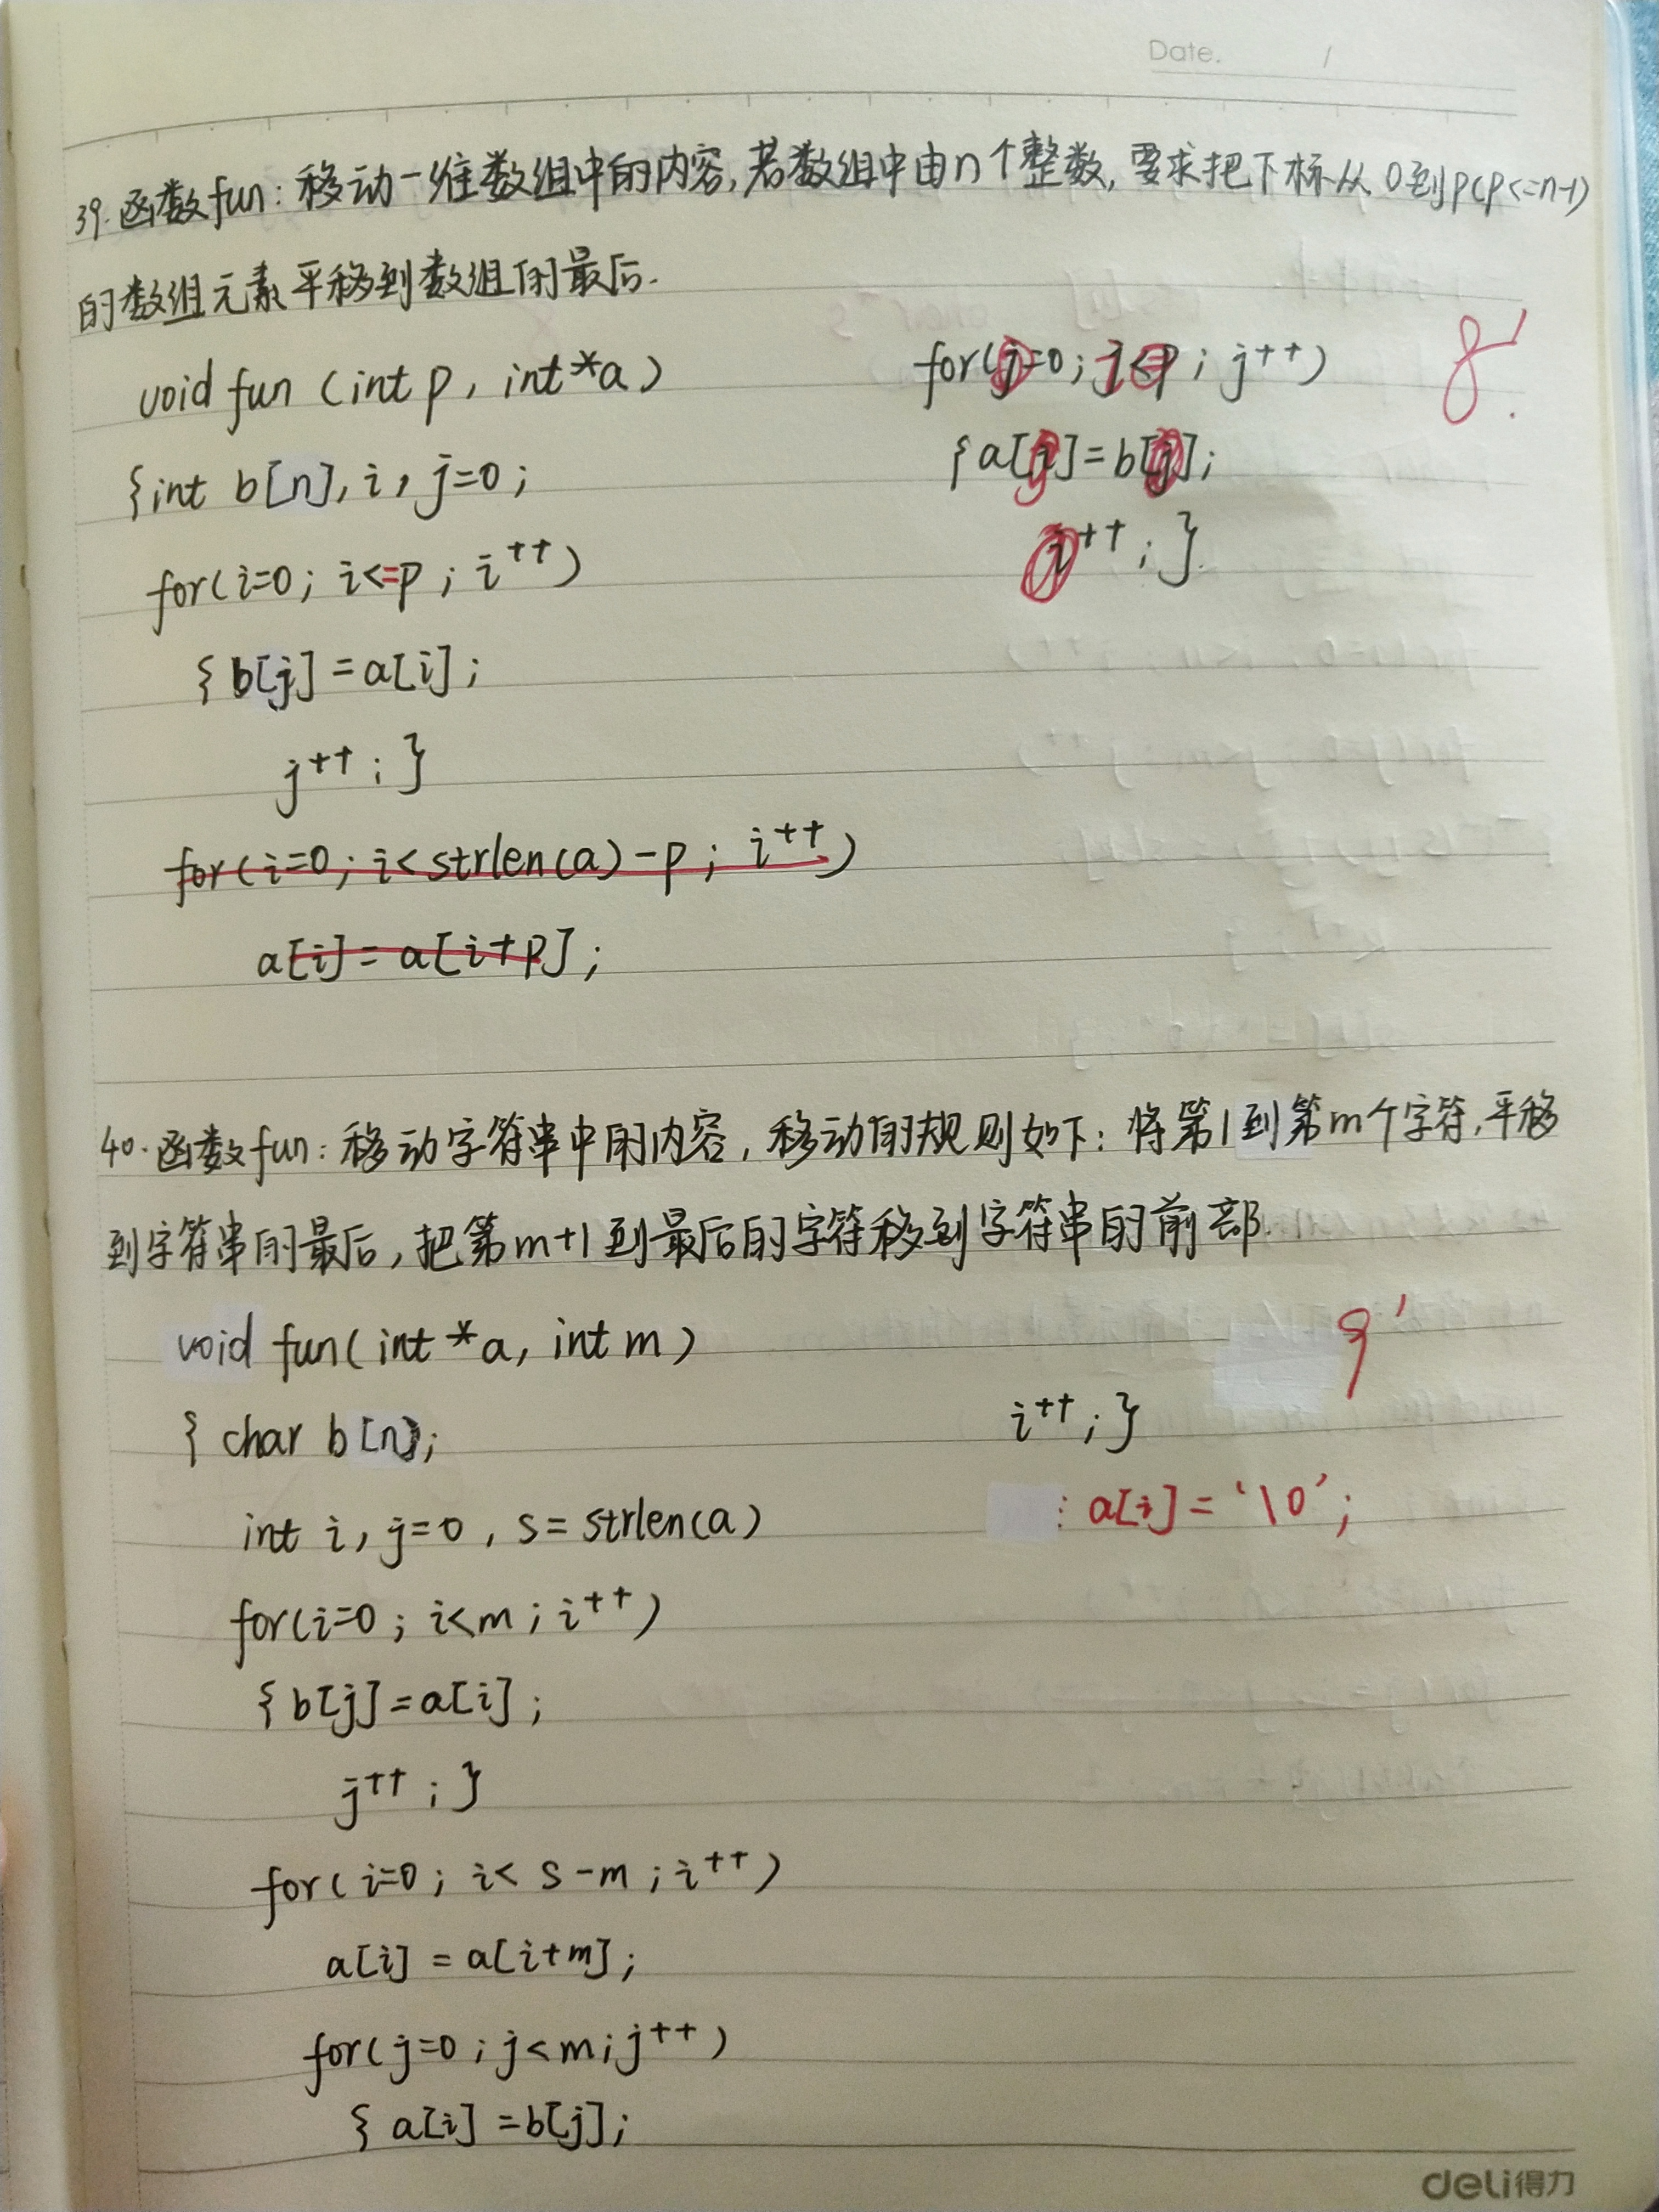 Date. /
39.函数fun:移动一维数组中的内容,若数组中由n个整数,要求把下标从0到p(p<=n-1)
的数组元素平移到数组的最后.
void fun (int p, int*a)
{int b[n], i, j=0;
for(i=0; i<=p; i++)
{b[j]=a[i];
j++;}
for(i=0; i<strlen(a)-p; i++)
a[i]=a[i+p];
for(j=0; j<=p; j++)
{a[i]=b[j];
i++;}
8'
40.函数fun:移动字符串中的内容,移动的规则如下:将第1到第m个字符,平移
到字符串的最后,把第m+1到最后的字符移到字符串的前部.
void fun(int*a, int m)
{ char b[n];
int i, j=0, s=strlen(a)
for(i=0; i<m; i++)
{b[j]=a[i];
j++;}
for(i=0; i<s-m; i++)
a[i]=a[i+m];
for(j=0; j<m; j++)
{ a[i]=b[j];
i++;}
a[i]='\0';
9'
deli得力